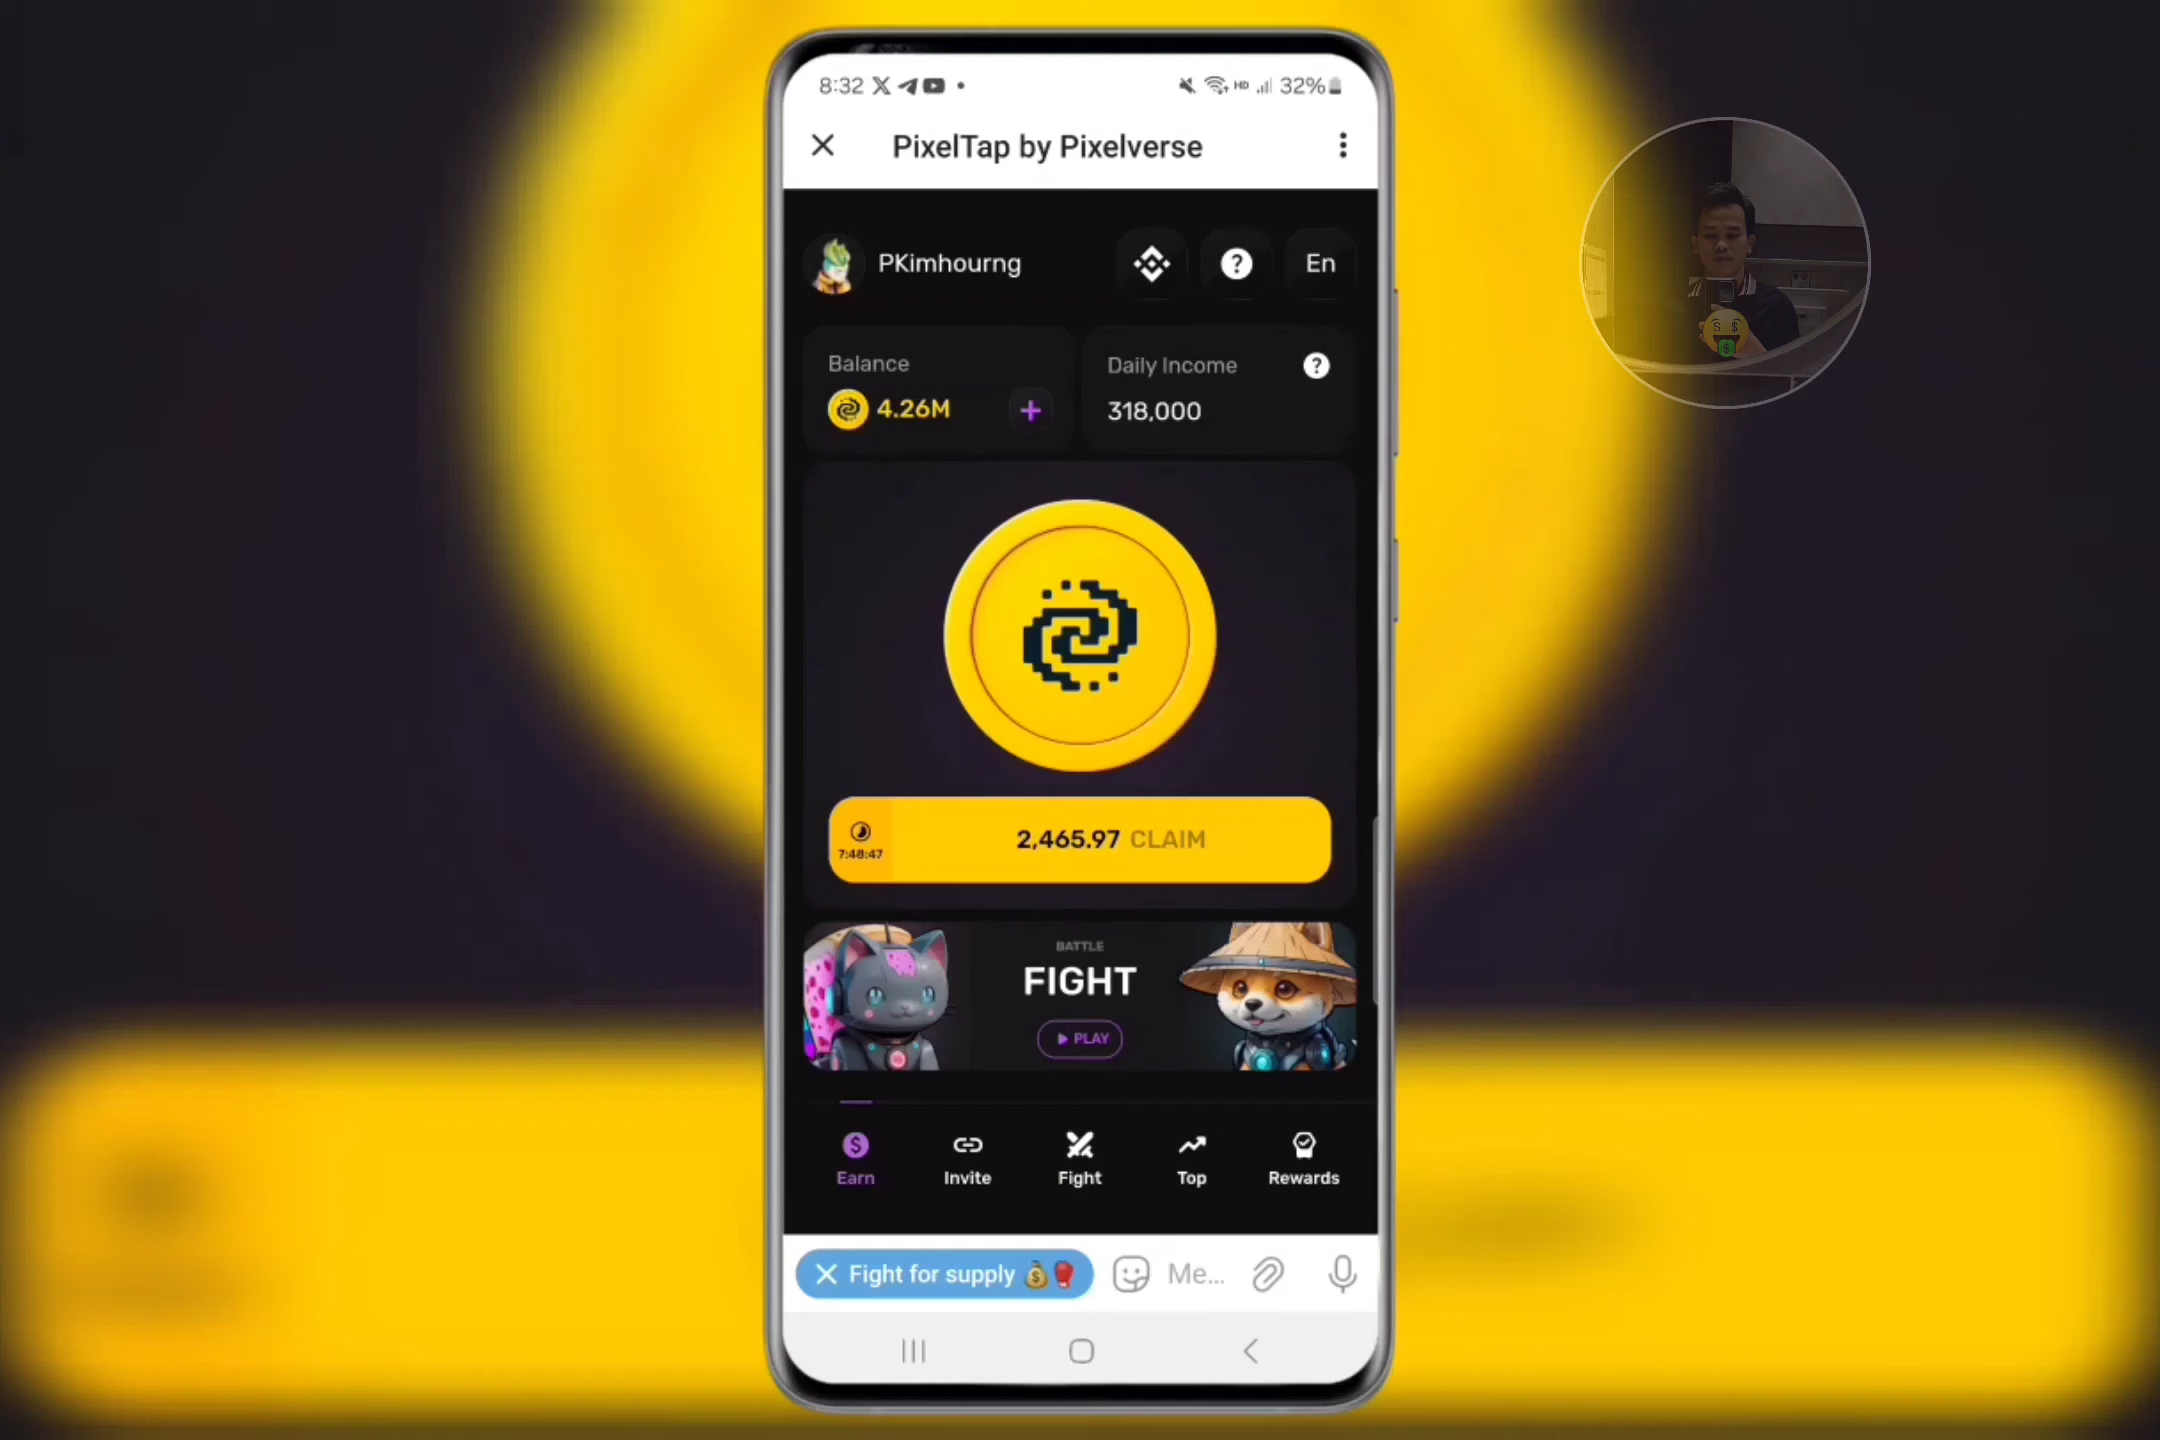 8:32
HD 32%
PixelTap by Pixelverse
PKimhourng
? En
Balance
4.26M +
Daily Income ?
318,000
7:48:47
2,465.97 CLAIM
BATTLE
FIGHT
PLAY
Earn Invite Fight Top Rewards
Fight for supply 💰🥊 Me...